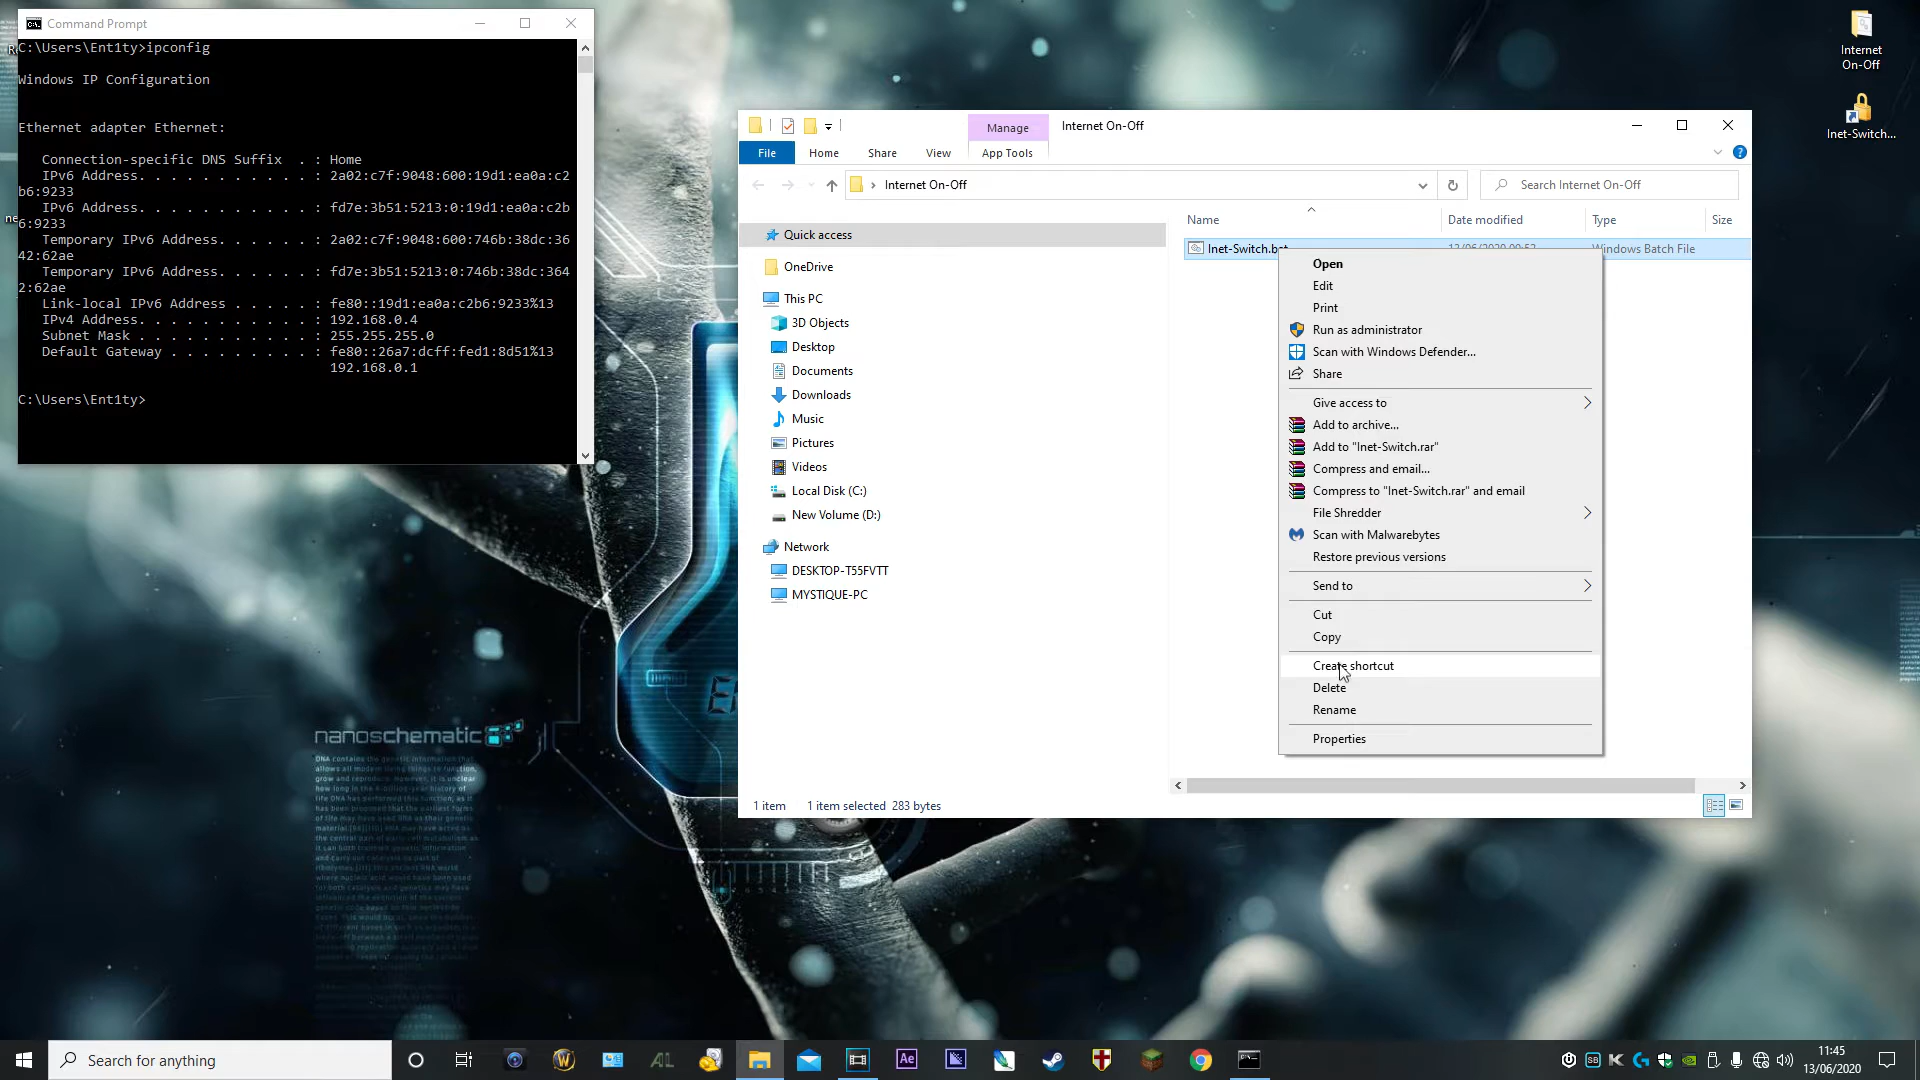 Command Prompt
C:\Users\Ent1ty>ipconfig
Windows IP Configuration
Ethernet adapter Ethernet:
Connection-specific DNS Suffix  . : Home
IPv6 Address. . . . . . . . . . . : 2a02:c7f:9048:600:19d1:ea0a:c2
b6:9233
IPv6 Address. . . . . . . . . . . : fd7e:3b51:5213:0:19d1:ea0a:c2b
6:9233
Temporary IPv6 Address. . . . . . : 2a02:c7f:9048:600:746b:38dc:36
42:62ae
Temporary IPv6 Address. . . . . . : fd7e:3b51:5213:0:746b:38dc:364
2:62ae
Link-local IPv6 Address . . . . . : fe80::19d1:ea0a:c2b6:9233%13
IPv4 Address. . . . . . . . . . . : 192.168.0.4
Subnet Mask . . . . . . . . . . . : 255.255.255.0
Default Gateway . . . . . . . . . : fe80::26a7:dcff:fed1:8d51%13
192.168.0.1
C:\Users\Ent1ty>
Internet
On-Off
Inet-Switch...
Manage
Internet On-Off
File
Home
Share
View
App Tools
Internet On-Off
Search Internet On-Off
Name
Date modified
Type
Size
Quick access
OneDrive
This PC
3D Objects
Desktop
Documents
Downloads
Music
Pictures
Videos
Local Disk (C:)
New Volume (D:)
Network
DESKTOP-T55FVTT
MYSTIQUE-PC
Inet-Switch.bat
Windows Batch File
Open
Edit
Print
Run as administrator
Scan with Windows Defender...
Share
Give access to
Add to archive...
Add to "Inet-Switch.rar"
Compress and email...
Compress to "Inet-Switch.rar" and email
File Shredder
Scan with Malwarebytes
Restore previous versions
Send to
Cut
Copy
Create shortcut
Delete
Rename
Properties
1 item
1 item selected  283 bytes
nanoschematic
Search for anything
11:45
13/06/2020